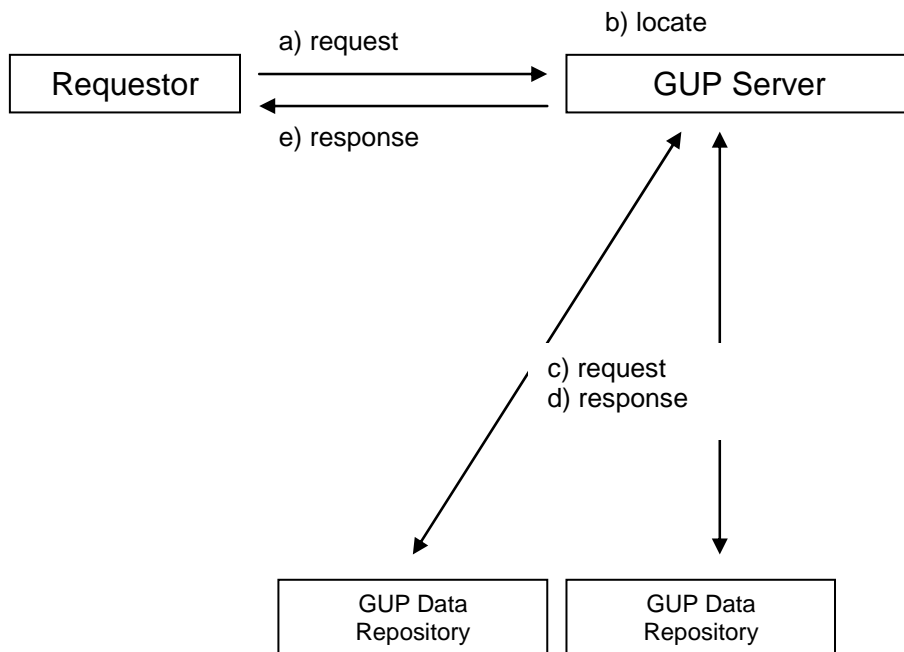 b) locate
a) request
Requestor
GUP Server
e) response
c) request
d) response
GUP Data
Repository
GUP Data
Repository